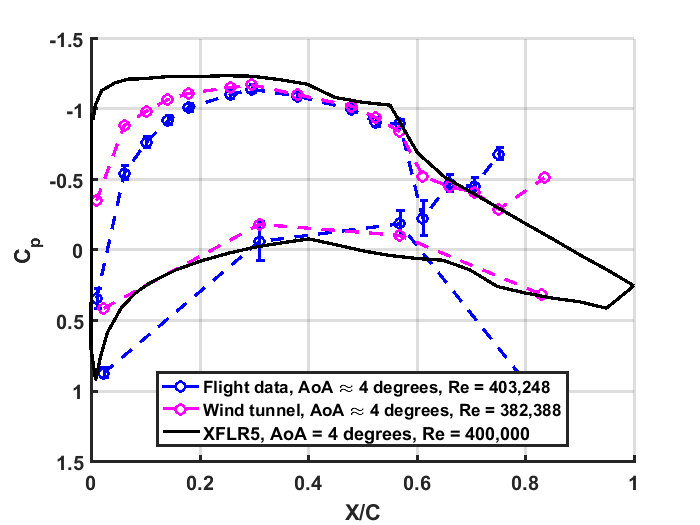 -1.5
-1
-0.5
0
0.5
1
1.5
C_p
Flight data, AoA ≈ 4 degrees, Re = 403,248
Wind tunnel, AoA ≈ 4 degrees, Re = 382,388
XFLR5, AoA = 4 degrees, Re = 400,000
0 0.2 0.4 0.6 0.8 1
X/C